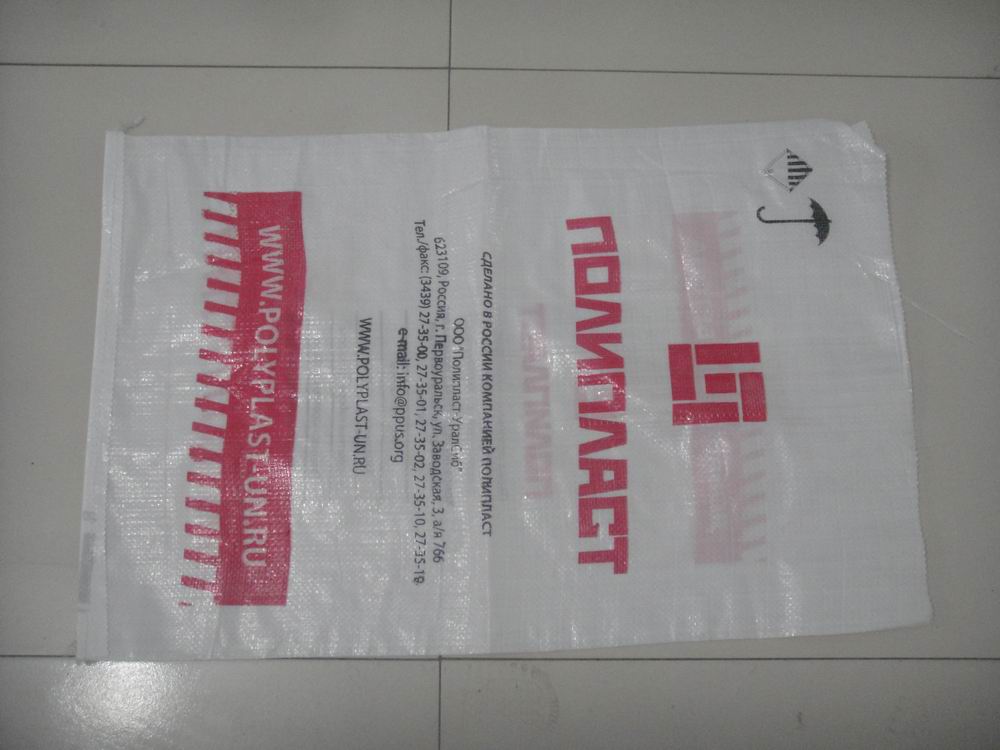 ПОЛИПЛАСТ
СДЕЛАНО В РОССИИ КОМПАНИЕЙ ПОЛИПЛАСТ
ООО "Полипласт-УралСиб"
623109, Россия, г. Первоуральск, ул. Заводская, 3, а/я 766
Тел./факс: (3439) 27-35-00, 27-35-01, 27-35-02, 27-35-10, 27-35-19
e-mail: info@ppus.org
WWW.POLYPLAST-UN.RU
WWW.POLYPLAST-UN.RU